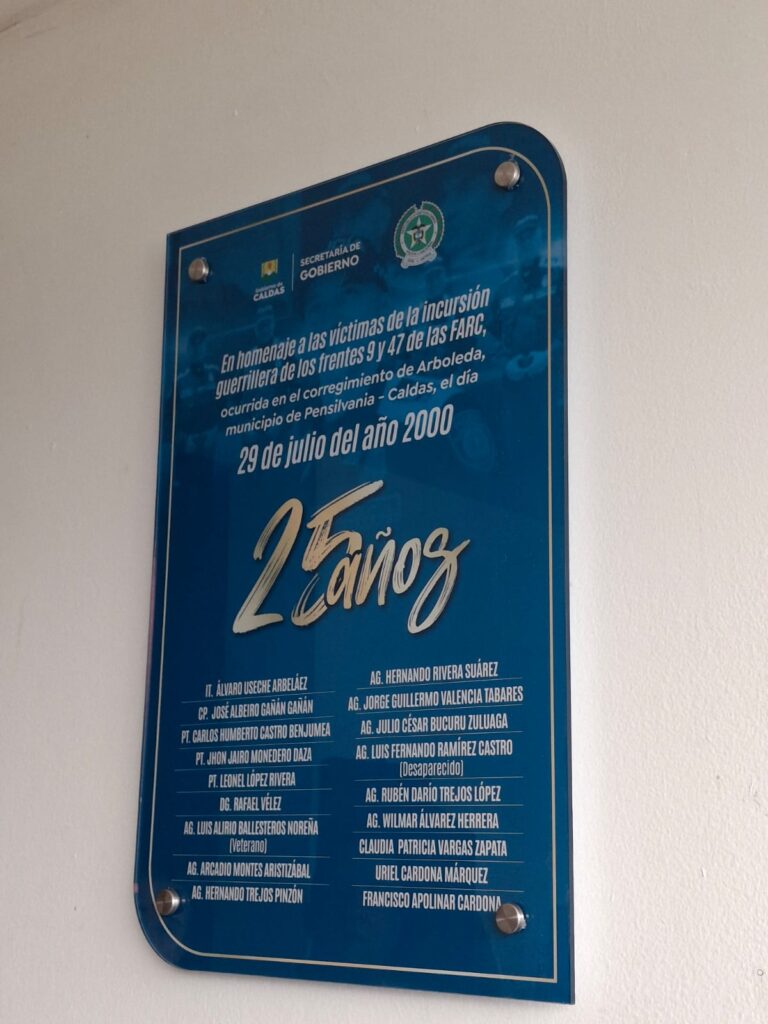 Gobierno de
CALDAS
SECRETARÍA DE
GOBIERNO
En homenaje a las víctimas de la incursión
guerrillera de los frentes 9 y 47 de las FARC,
ocurrida en el corregimiento de Arboleda,
municipio de Pensilvania - Caldas, el día
29 de julio del año 2000
25 años
IT. ÁLVARO USECHE ARBELÁEZ
CP. JOSÉ ALBEIRO GAÑÁN GAÑÁN
PT. CARLOS HUMBERTO CASTRO BENJUMEA
PT. JHON JAIRO MONEDERO DAZA
PT. LEONEL LÓPEZ RIVERA
DG. RAFAEL VÉLEZ
AG. LUIS ALIRIO BALLESTEROS NOREÑA
(Veterano)
AG. ARCADIO MONTES ARISTIZÁBAL
AG. HERNANDO TREJOS PINZÓN
AG. HERNANDO RIVERA SUÁREZ
AG. JORGE GUILLERMO VALENCIA TABARES
AG. JULIO CÉSAR BUCURU ZULUAGA
AG. LUIS FERNANDO RAMÍREZ CASTRO
(Desaparecido)
AG. RUBÉN DARÍO TREJOS LÓPEZ
AG. WILMAR ÁLVAREZ HERRERA
CLAUDIA PATRICIA VARGAS ZAPATA
URIEL CARDONA MÁRQUEZ
FRANCISCO APOLINAR CARDONA